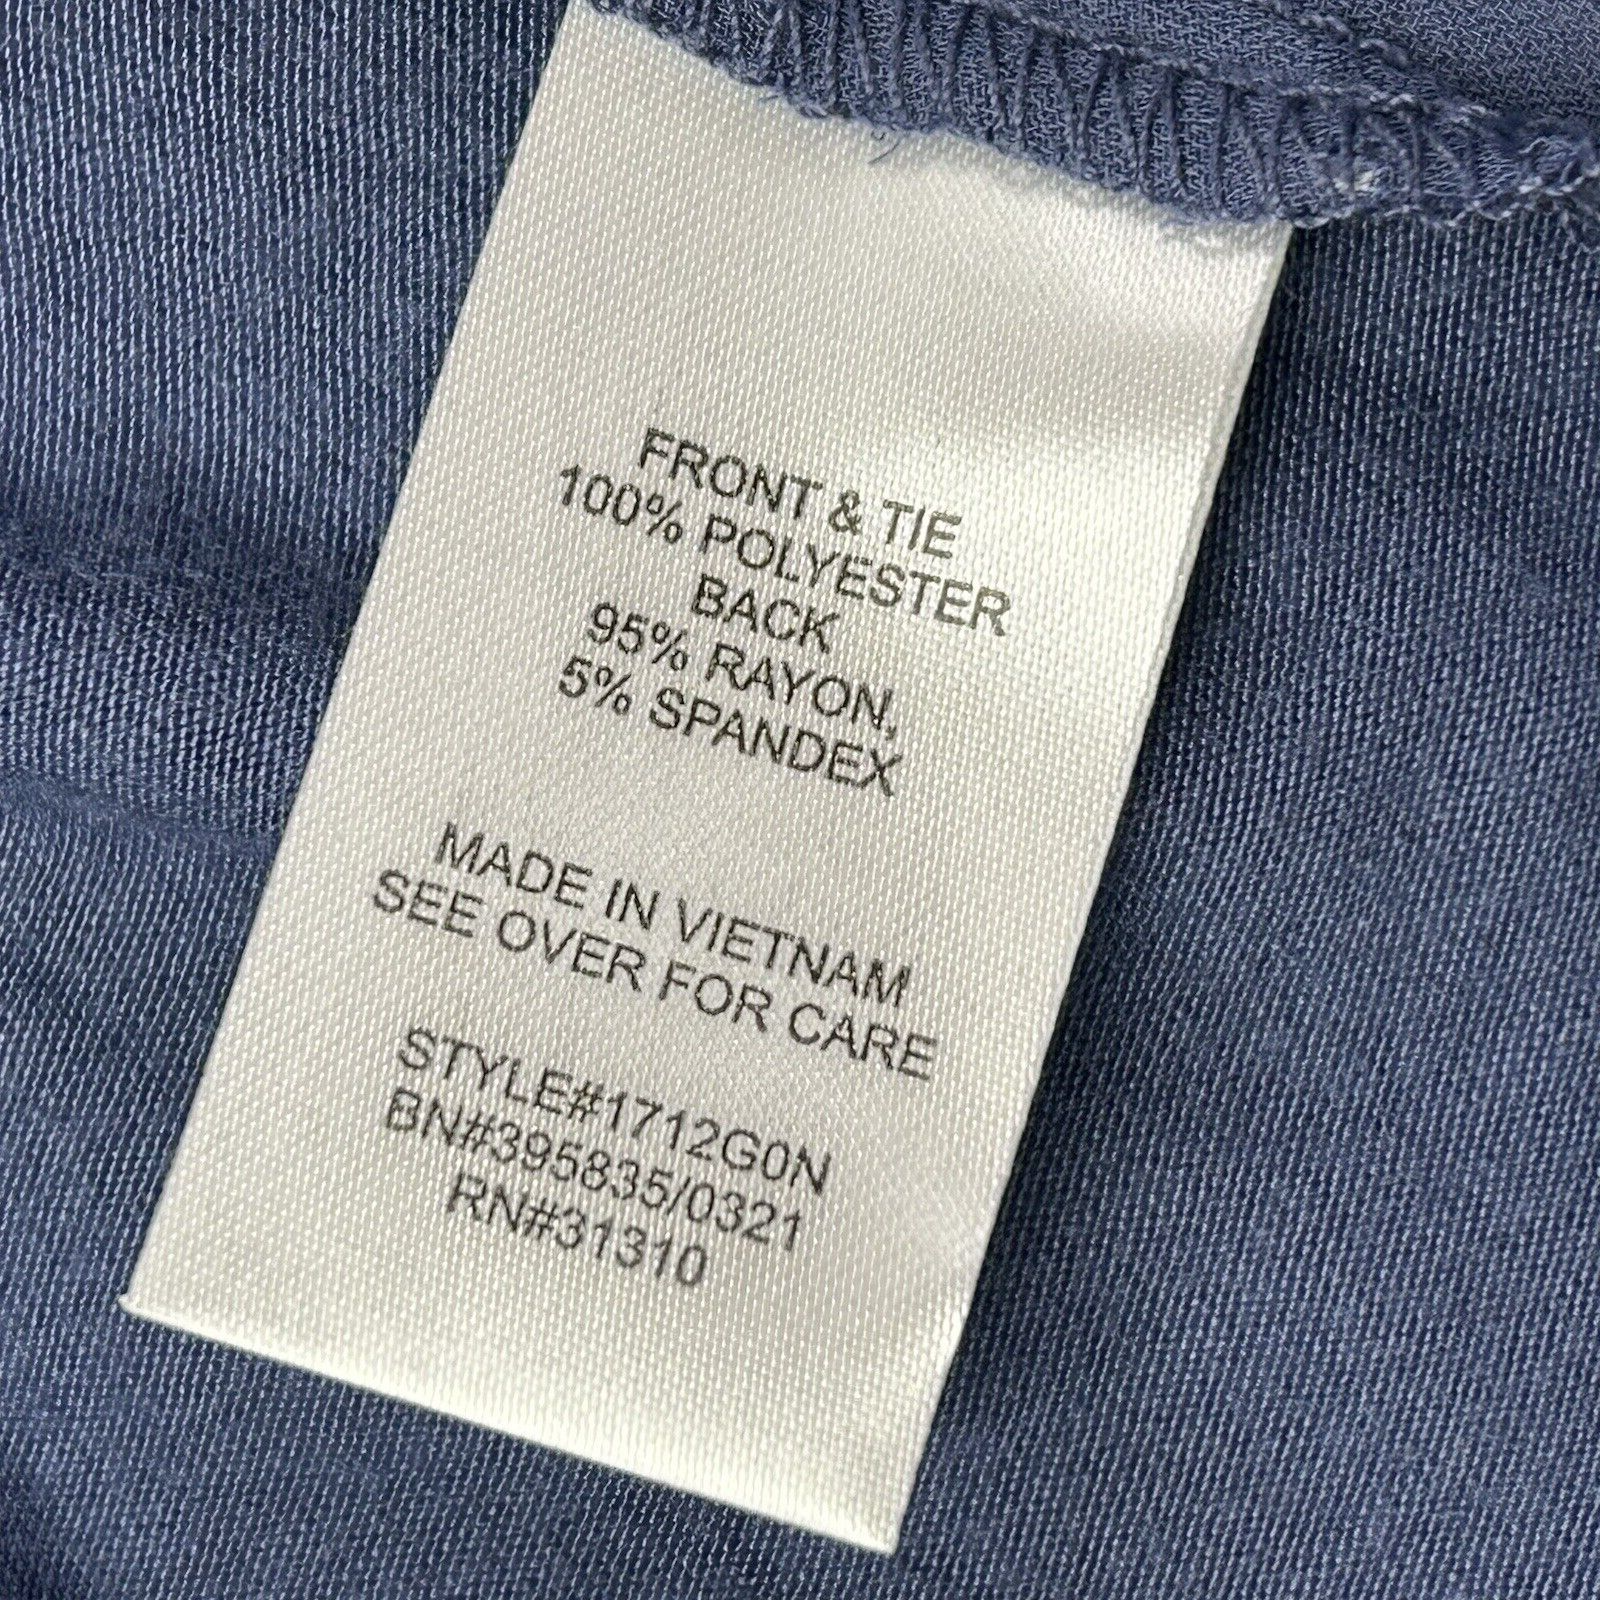 FRONT & TIE
100% POLYESTER
BACK
95% RAYON,
5% SPANDEX
MADE IN VIETNAM
SEE OVER FOR CARE
STYLE#1712G0N
BN#395835/0321
RN#31310